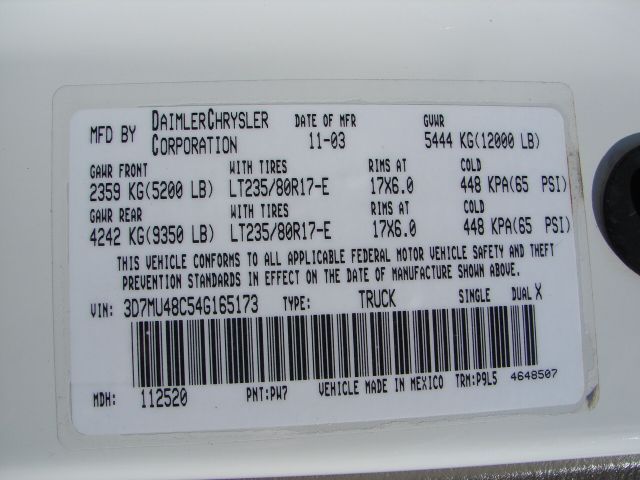 MFD BY DAIMLERCHRYSLER CORPORATION DATE OF MFR 11-03 GVWR 5444 KG(12000 LB)
GAWR FRONT WITH TIRES RIMS AT COLD
2359 KG(5200 LB) LT235/80R17-E 17X6.0 448 KPA(65 PSI)
GAWR REAR WITH TIRES RIMS AT COLD
4242 KG(9350 LB) LT235/80R17-E 17X6.0 448 KPA(65 PSI)
THIS VEHICLE CONFORMS TO ALL APPLICABLE FEDERAL MOTOR VEHICLE SAFETY AND THEFT
PREVENTION STANDARDS IN EFFECT ON THE DATE OF MANUFACTURE SHOWN ABOVE.
VIN: 3D7MU48C54G165173 TYPE: TRUCK SINGLE DUAL X
MDH: 112520 PNT:PW7 VEHICLE MADE IN MEXICO TRM:P9L5 4648507